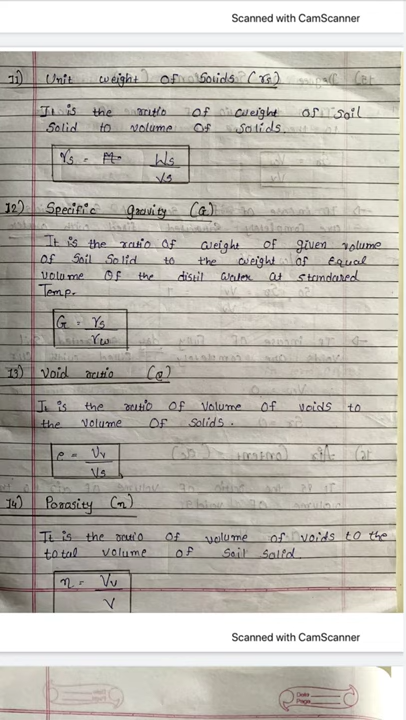 Scanned with CamScanner
11) Unit weight of Solids (γs)
It is the ratio of weight of soil
Solid to volume of solids.
γs = Ws
Vs
12) Specific gravity (G)
It is the ratio of weight of given volume
of Soil Solid to the weight of equal
volume of the distil water at standared
Temp.
G = γs
γw
13) Void ratio (e)
It is the ratio of volume of voids to
the volume of solids.
e = Vv
Vs
14) Porasity (n)
It is the ratio of volume of voids to the
total volume of Soil Solid
η = Vv
V
Scanned with CamScanner
Date
Page